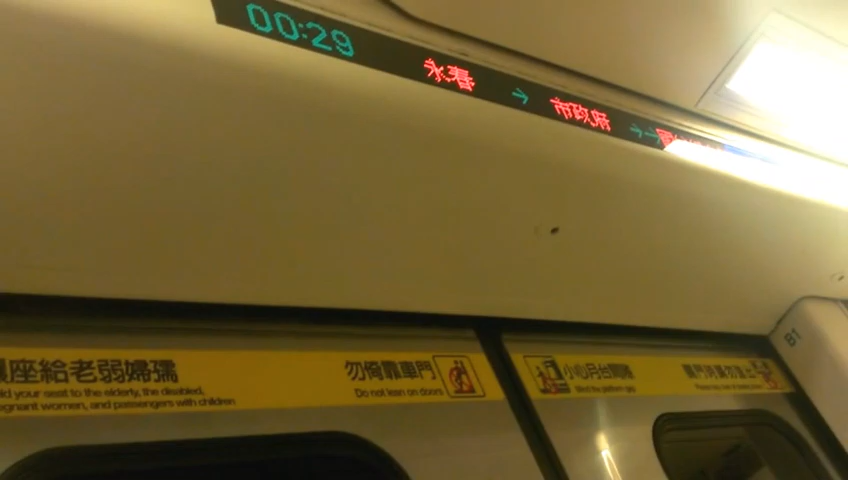 00:29 永春 → 市政府 →→
座給老弱婦孺
your seat to the elderly, the disabled,
pregnant women, and passengers with children
勿倚靠車門
Do not lean on doors
小心月台間隙
Mind the platform gap
B1